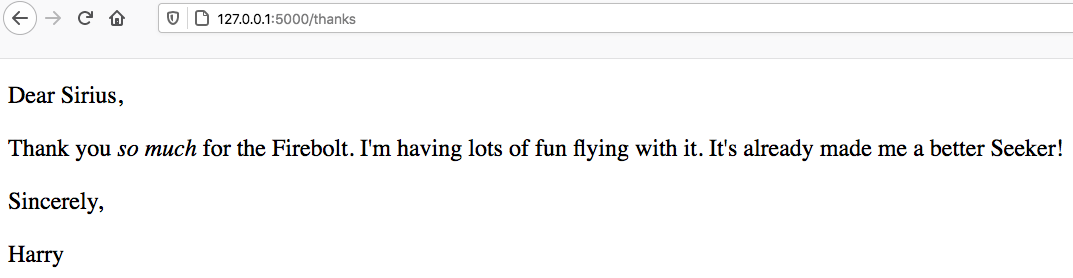 127.0.0.1:5000/thanks
Dear Sirius,
Thank you so much for the Firebolt. I'm having lots of fun flying with it. It's already made me a better Seeker!
Sincerely,
Harry